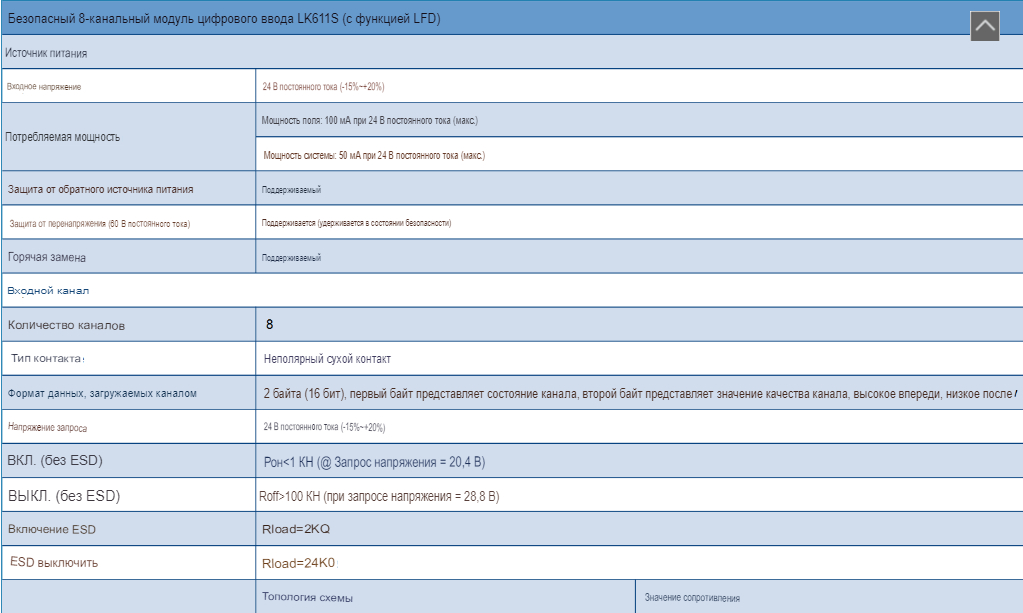 Безопасный 8-канальный модуль цифрового ввода LK611S (с функцией LFD)
Источник питания
Входное напряжение 24 В постоянного тока (-15%~+20%)
Потребляемая мощность
Мощность поля: 100 мА при 24 В постоянного тока (макс.)
Мощность системы: 50 мА при 24 В постоянного тока (макс.)
Защита от обратного источника питания Поддерживаемый
Защита от перенапряжения (60 В постоянного тока) Поддерживается (удерживается в состоянии безопасности)
Горячая замена Поддерживаемый
Входной канал
Количество каналов 8
Тип контакта Неполярный сухой контакт
Формат данных, загружаемых каналом 2 байта (16 бит), первый байт представляет состояние канала, второй байт представляет значение качества канала, высокое впереди, низкое после
Напряжение запроса 24 В постоянного тока (-15%~+20%)
ВКЛ. (без ESD) Рон<1 КН (@ Запрос напряжения = 20,4 В)
ВЫКЛ. (без ESD) Roff>100 КН (при запросе напряжения = 28,8 В)
Включение ESD Rload=2KQ
ESD выключить Rload=24K0
Топология схемы Значение сопротивления